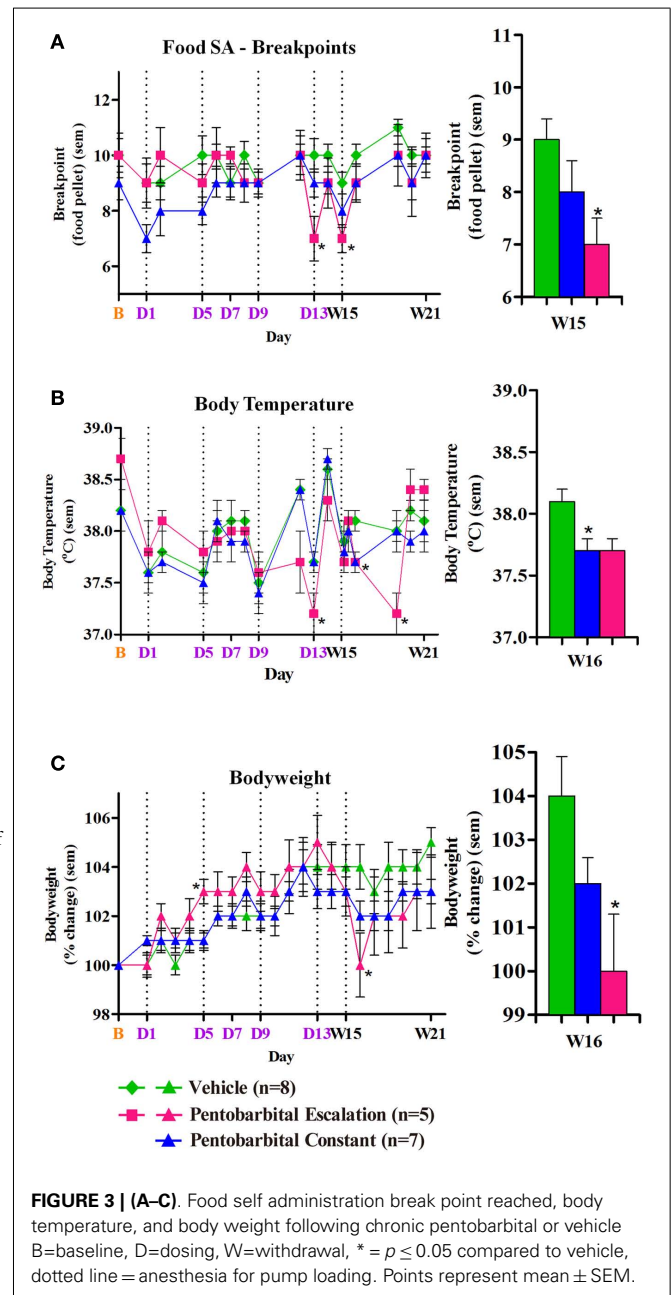 A
Food SA - Breakpoints
Breakpoint
(food pellet) (sem)
12
10
8
6
B D1 D5 D7 D9 D13 W15 W21
Day
Breakpoint
(food pellet) (sem)
11
10
9
8
7
6
*
*
*
W15
B
Body Temperature
Body Temperature
(°C) (sem)
39.0
38.5
38.0
37.5
37.0
*
*
*
B D1 D5 D7 D9 D13 W15 W21
Day
Body Temperature
(°C) (sem)
39.0
38.5
38.0
37.5
37.0
*
W16
C
Bodyweight
Bodyweight
(% change) (sem)
106
104
102
100
98
*
*
B D1 D5 D7 D9 D13 W15 W21
Day
Bodyweight
(% change) (sem)
105
104
103
102
101
100
99
*
W16
Vehicle (n=8)
Pentobarbital Escalation (n=5)
Pentobarbital Constant (n=7)
FIGURE 3 | (A–C). Food self administration break point reached, body
temperature, and body weight following chronic pentobarbital or vehicle
B=baseline, D=dosing, W=withdrawal, * = p ≤ 0.05 compared to vehicle,
dotted line = anesthesia for pump loading. Points represent mean ± SEM.